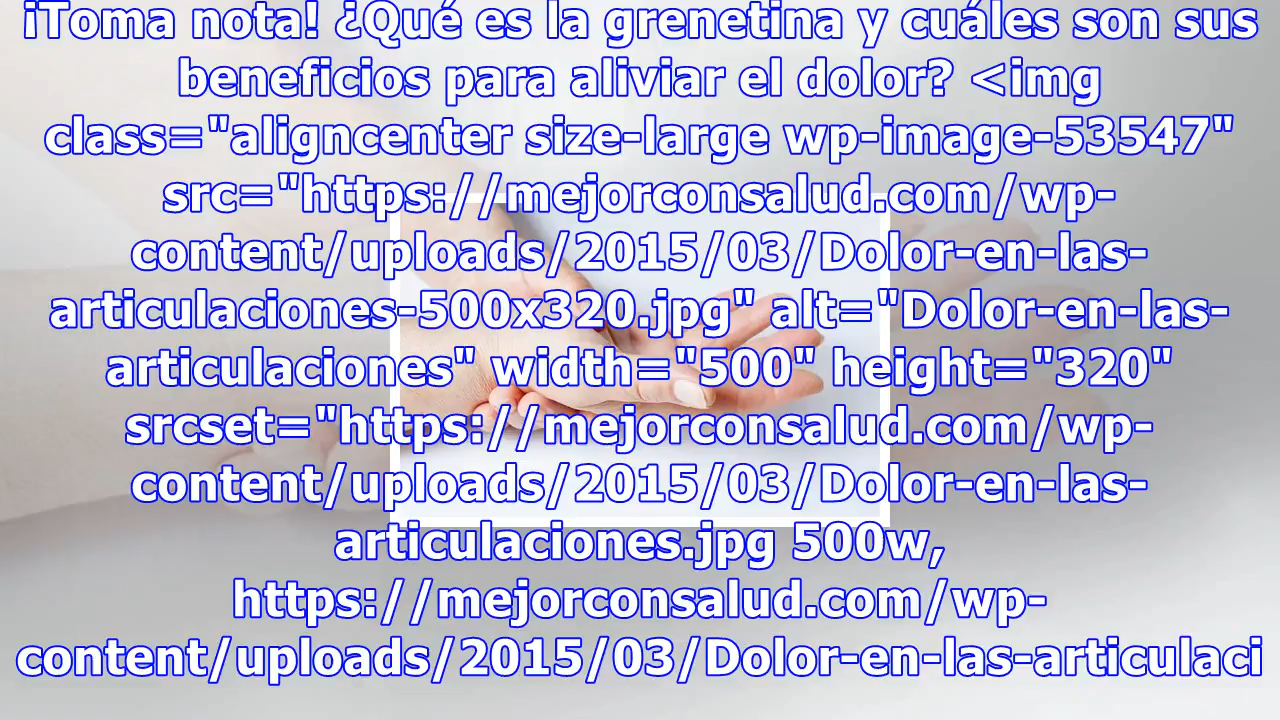 ¡Toma nota! ¿Qué es la grenetina y cuáles son sus
beneficios para aliviar el dolor? <img
class="aligncenter size-large wp-image-53547"
src="https://mejorconsalud.com/wp-
content/uploads/2015/03/Dolor-en-las-
articulaciones-500x320.jpg" alt="Dolor-en-las-
articulaciones" width="500" height="320"
srcset="https://mejorconsalud.com/wp-
content/uploads/2015/03/Dolor-en-las-
articulaciones.jpg 500w,
https://mejorconsalud.com/wp-
content/uploads/2015/03/Dolor-en-las-articulaci